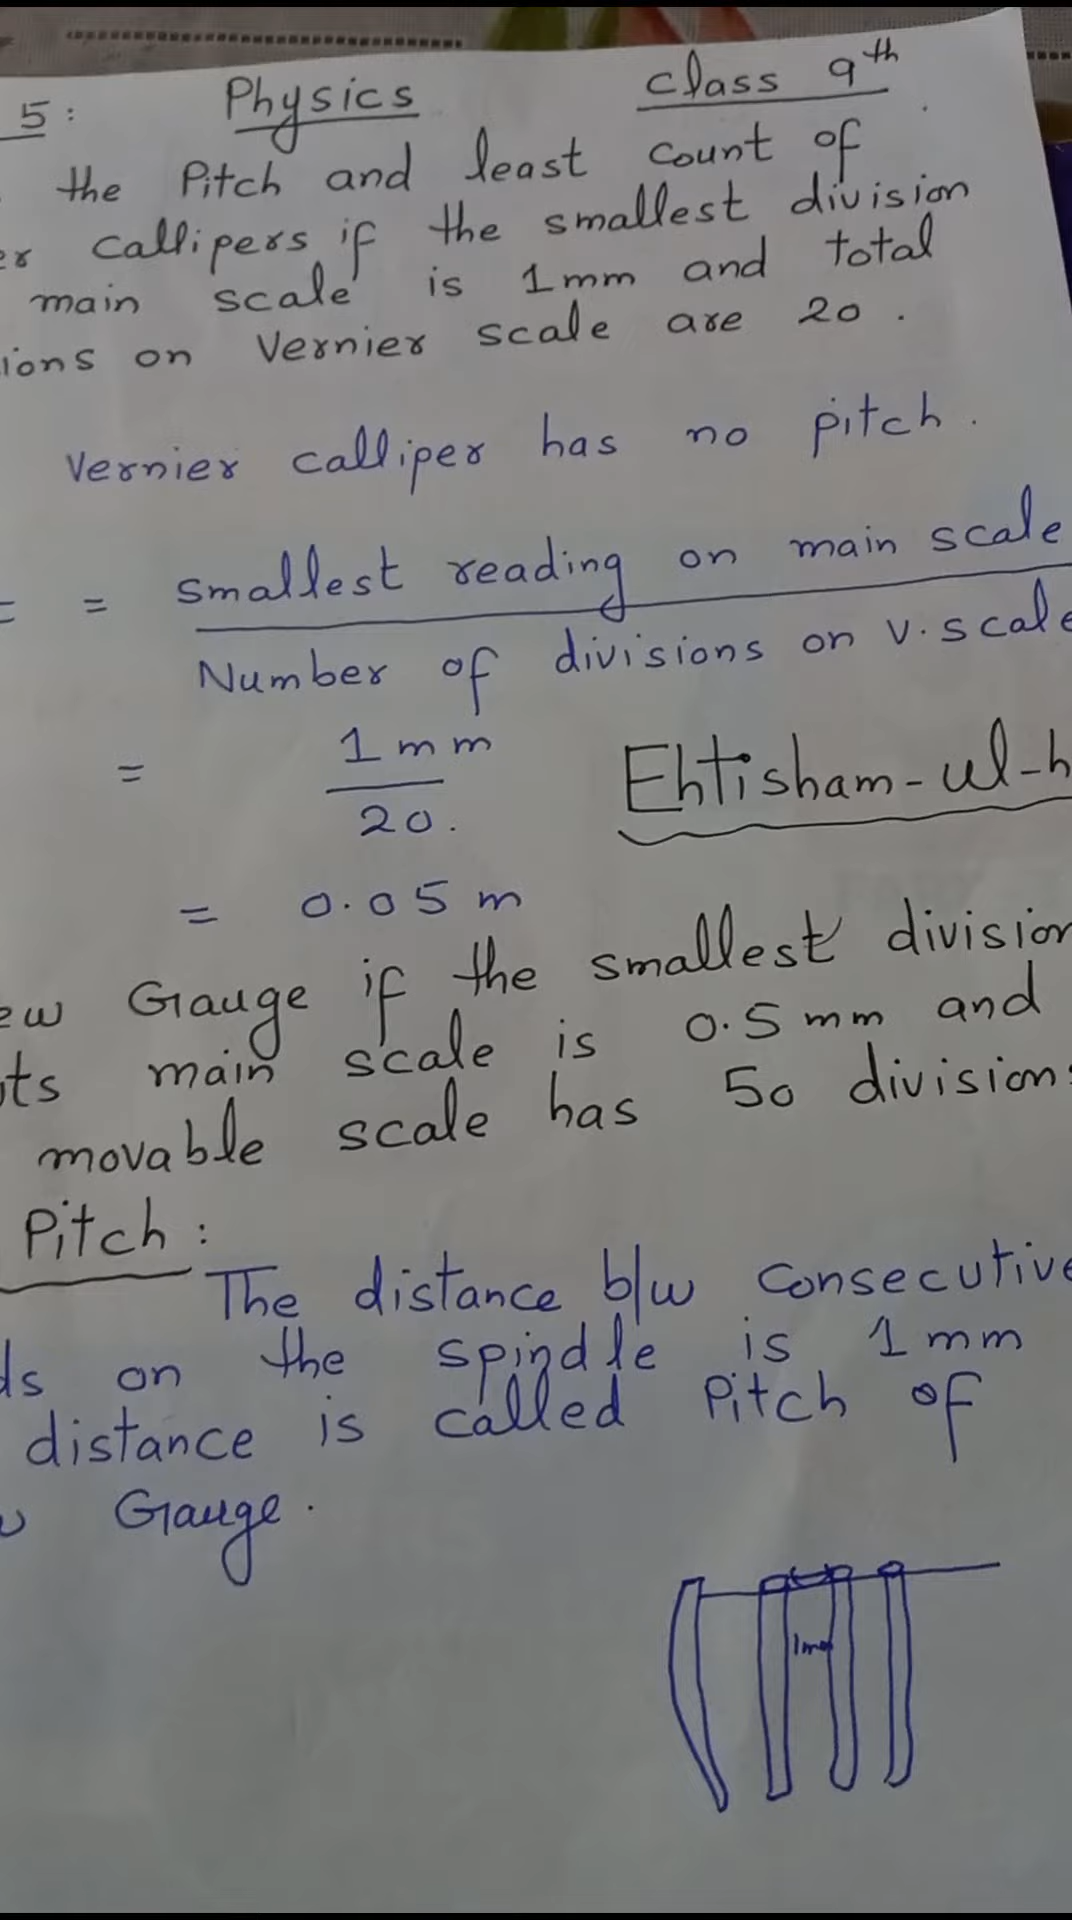 5: Physics Class 9th
the Pitch and least count of
er callipers if the smallest division
main scale is 1mm and total
ions on Vernier scale are 20.
Vernier calliper has no pitch.
= smallest reading on main scale
Number of divisions on V.scale
= 1mm
20.
Ehtisham-ul-h
= 0.05 m
ew Gauge if the smallest division
its main scale is 0.5mm and
movable scale has 50 divisions
Pitch:
The distance b/w consecutive
ds on the spindle is 1mm
distance is called Pitch of
w Gauge.
1mm